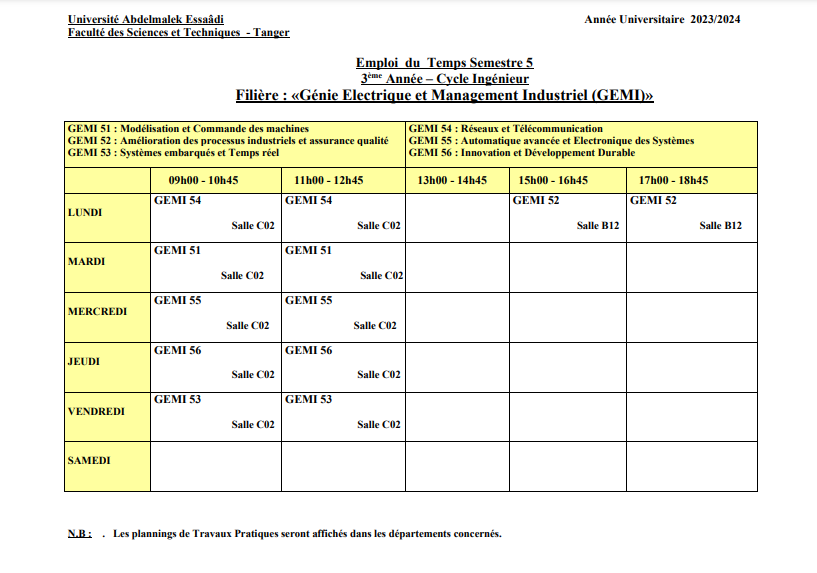 Université Abdelmalek Essaâdi Année Universitaire 2023/2024
Faculté des Sciences et Techniques - Tanger
Emploi du Temps Semestre 5
3ème Année – Cycle Ingénieur
Filière : «Génie Electrique et Management Industriel (GEMI)»
GEMI 51 : Modélisation et Commande des machines
GEMI 52 : Amélioration des processus industriels et assurance qualité
GEMI 53 : Systèmes embarqués et Temps réel
GEMI 54 : Réseaux et Télécommunication
GEMI 55 : Automatique avancée et Electronique des Systèmes
GEMI 56 : Innovation et Développement Durable
09h00 - 10h45 11h00 - 12h45 13h00 - 14h45 15h00 - 16h45 17h00 - 18h45
GEMI 54 GEMI 54 GEMI 52 GEMI 52
LUNDI
Salle C02 Salle C02 Salle B12 Salle B12
GEMI 51 GEMI 51
MARDI
Salle C02 Salle C02
GEMI 55 GEMI 55
MERCREDI
Salle C02 Salle C02
GEMI 56 GEMI 56
JEUDI
Salle C02 Salle C02
GEMI 53 GEMI 53
VENDREDI
Salle C02 Salle C02
SAMEDI
N.B : . Les plannings de Travaux Pratiques seront affichés dans les départements concernés.